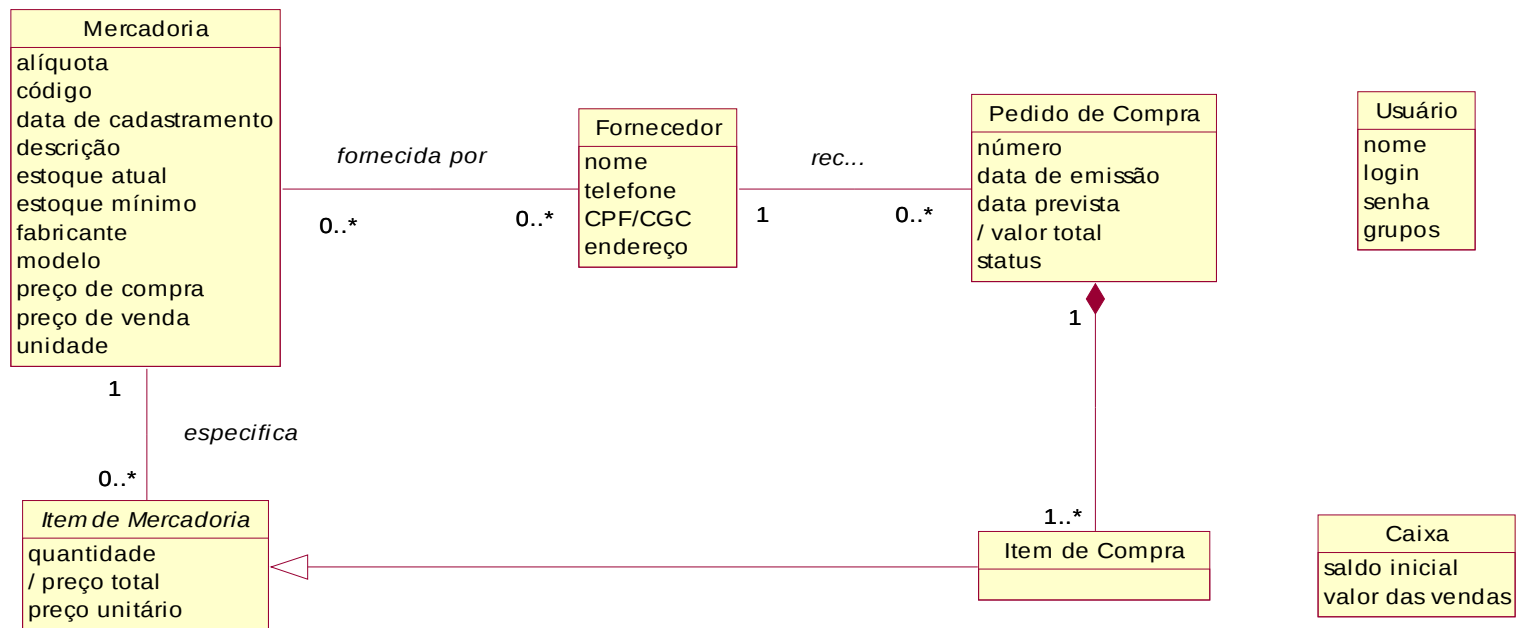 Mercadoria
alíquota
código
data de cadastramento
descrição
estoque atual
estoque mínimo
fabricante
modelo
preço de compra
preço de venda
unidade
fornecida por
0..*
0..*
Fornecedor
nome
telefone
CPF/CGC
endereço
rec...
1
0..*
Pedido de Compra
número
data de emissão
data prevista
/ valor total
status
Usuário
nome
login
senha
grupos
1
especifica
0..*
1
1..*
Item de Mercadoria
quantidade
/ preço total
preço unitário
Item de Compra
Caixa
saldo inicial
valor das vendas